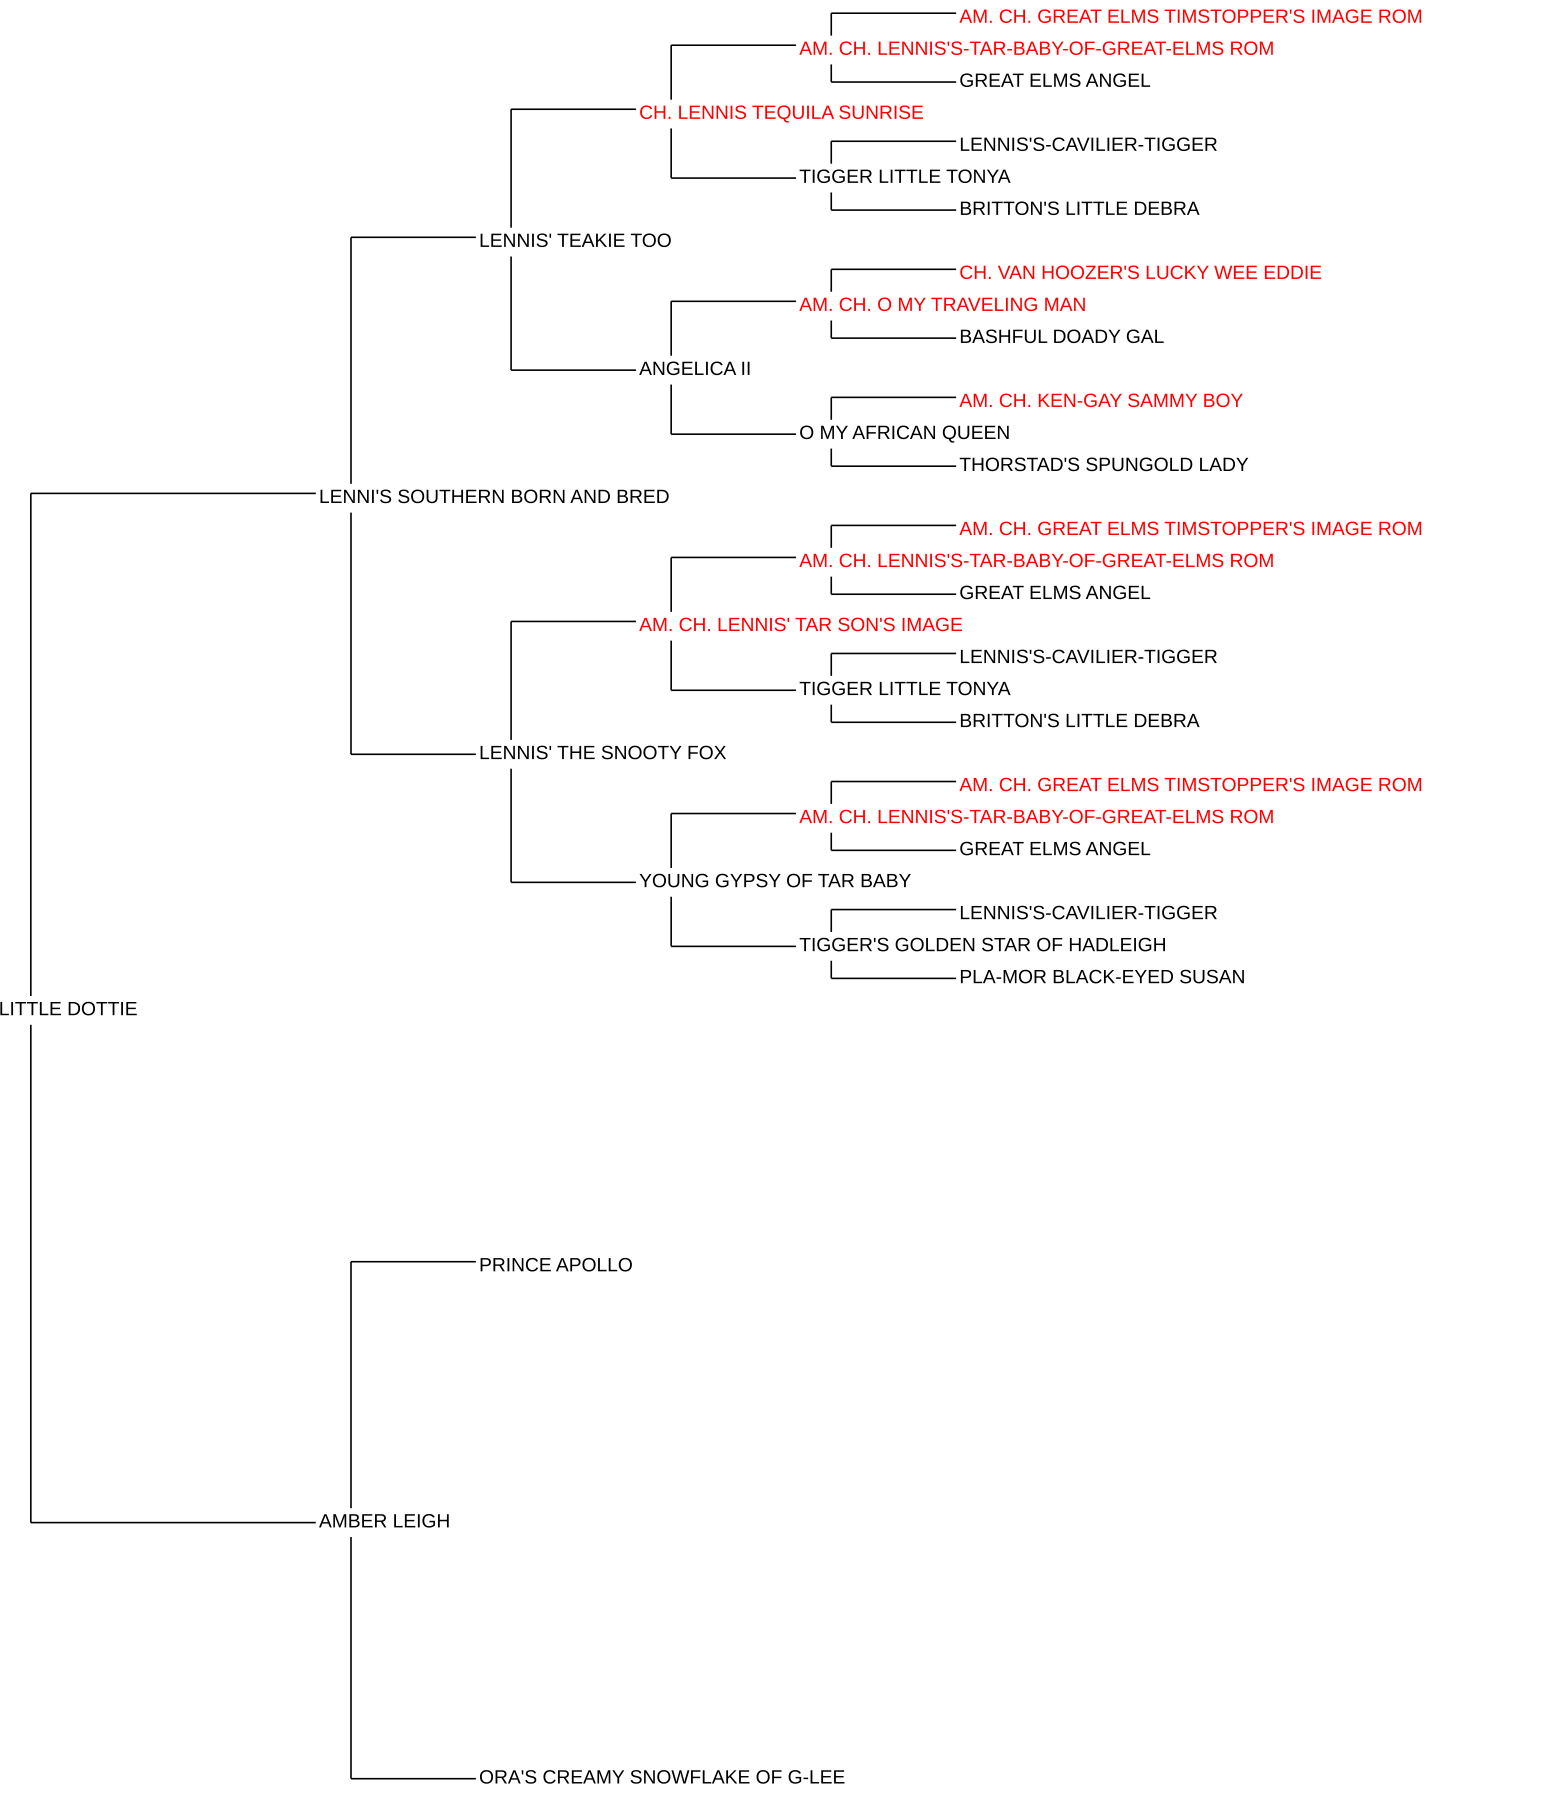 AM. CH. GREAT ELMS TIMSTOPPER'S IMAGE ROM
AM. CH. LENNIS'S-TAR-BABY-OF-GREAT-ELMS ROM
GREAT ELMS ANGEL
CH. LENNIS TEQUILA SUNRISE
LENNIS'S-CAVILIER-TIGGER
TIGGER LITTLE TONYA
BRITTON'S LITTLE DEBRA
LENNIS' TEAKIE TOO
CH. VAN HOOZER'S LUCKY WEE EDDIE
AM. CH. O MY TRAVELING MAN
BASHFUL DOADY GAL
ANGELICA II
AM. CH. KEN-GAY SAMMY BOY
O MY AFRICAN QUEEN
THORSTAD'S SPUNGOLD LADY
LENNI'S SOUTHERN BORN AND BRED
AM. CH. GREAT ELMS TIMSTOPPER'S IMAGE ROM
AM. CH. LENNIS'S-TAR-BABY-OF-GREAT-ELMS ROM
GREAT ELMS ANGEL
AM. CH. LENNIS' TAR SON'S IMAGE
LENNIS'S-CAVILIER-TIGGER
TIGGER LITTLE TONYA
BRITTON'S LITTLE DEBRA
LENNIS' THE SNOOTY FOX
AM. CH. GREAT ELMS TIMSTOPPER'S IMAGE ROM
AM. CH. LENNIS'S-TAR-BABY-OF-GREAT-ELMS ROM
GREAT ELMS ANGEL
YOUNG GYPSY OF TAR BABY
LENNIS'S-CAVILIER-TIGGER
TIGGER'S GOLDEN STAR OF HADLEIGH
PLA-MOR BLACK-EYED SUSAN
LITTLE DOTTIE
PRINCE APOLLO
AMBER LEIGH
ORA'S CREAMY SNOWFLAKE OF G-LEE